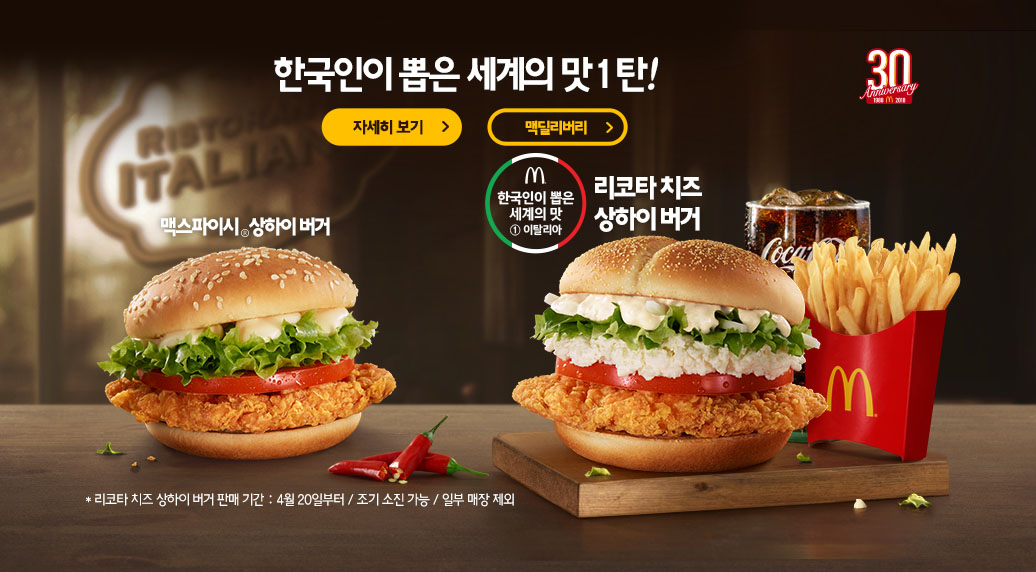 한국인이 뽑은 세계의 맛 1탄!
30
Anniversary
1988 2018
자세히 보기 >
맥딜리버리 >
RISTOR
ITALIAN
한국인이 뽑은
세계의 맛
① 이탈리아
리코타 치즈
상하이 버거
맥스파이시® 상하이 버거
Coca
* 리코타 치즈 상하이 버거 판매 기간 : 4월 20일부터 / 조기 소진 가능 / 일부 매장 제외